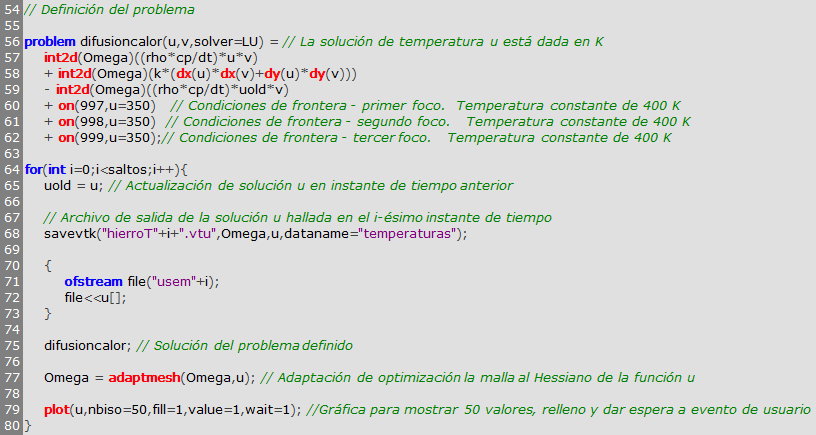 54 // Definición del problema
55
56 problem difusioncalor(u,v,solver=LU) = // La solución de temperatura u está dada en K
57 int2d(Omega)((rho*cp/dt)*u*v)
58 + int2d(Omega)(k*(dx(u)*dx(v)+dy(u)*dy(v)))
59 - int2d(Omega)((rho*cp/dt)*uold*v)
60 + on(997,u=350) // Condiciones de frontera - primer foco. Temperatura constante de 400 K
61 + on(998,u=350) // Condiciones de frontera - segundo foco. Temperatura constante de 400 K
62 + on(999,u=350);// Condiciones de frontera - tercer foco. Temperatura constante de 400 K
63
64 for(int i=0;i<saltos;i++){
65 uold = u; // Actualización de solución u en instante de tiempo anterior
66
67 // Archivo de salida de la solución u hallada en el i-ésimo instante de tiempo
68 savevtk("hierroT"+i+".vtu",Omega,u,dataname="temperaturas");
69
70 {
71 ofstream file("usem"+i);
72 file<<u[];
73 }
74
75 difusioncalor; // Solución del problema definido
76
77 Omega = adaptmesh(Omega,u); // Adaptación de optimización la malla al Hessiano de la función u
78
79 plot(u,nbiso=50,fill=1,value=1,wait=1); //Gráfica para mostrar 50 valores, relleno y dar espera a evento de usuario
80 }